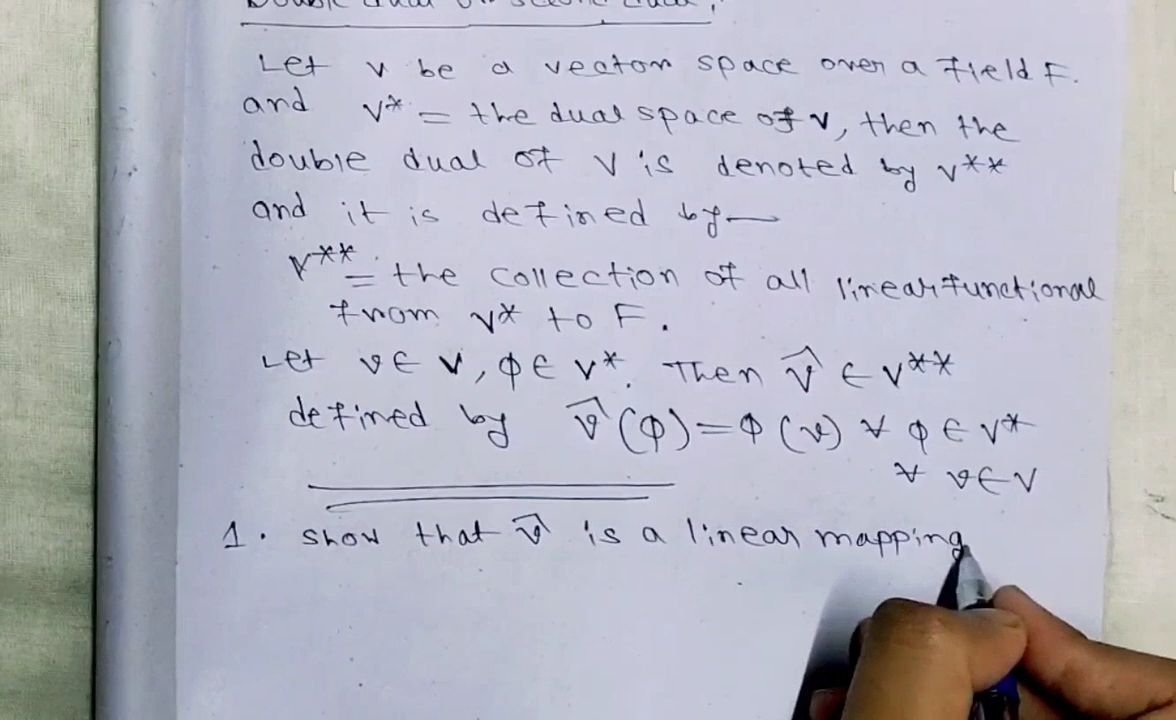 Let v be a vector space over a field F.
and V* = the dual space of V, then the
double dual of V is denoted by V**
and it is defined by—
V** = the collection of all linear functional
from V* to F.
Let v ∈ V, φ ∈ V*. Then v̂ ∈ V**
defined by v̂(φ) = φ(v) ∀ φ ∈ V*
∀ v ∈ V
1. Show that v̂ is a linear mapping